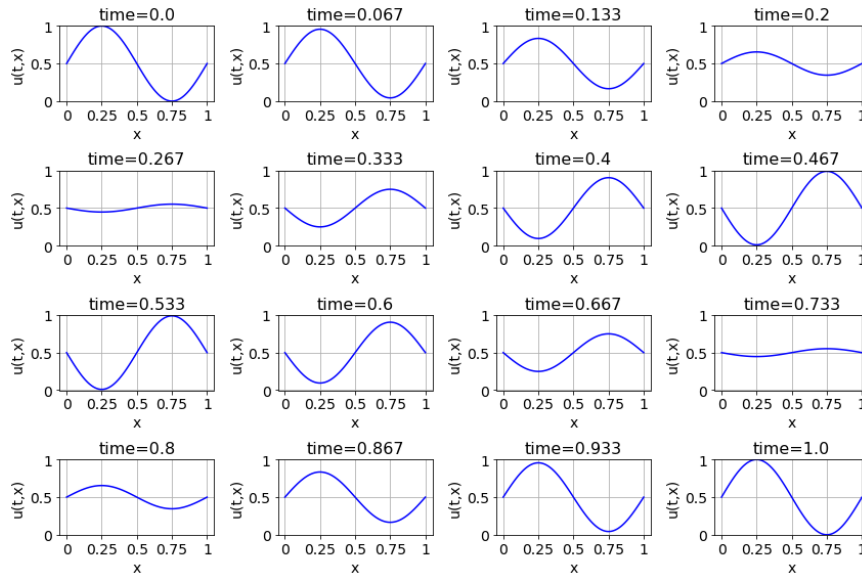 time=0.0 time=0.067 time=0.133 time=0.2
1 1 1 1
u(t,x) 0.5 u(t,x) 0.5 u(t,x) 0.5 u(t,x) 0.5
0 0 0 0
0 0.25 0.5 0.75 1 0 0.25 0.5 0.75 1 0 0.25 0.5 0.75 1 0 0.25 0.5 0.75 1
x x x x
time=0.267 time=0.333 time=0.4 time=0.467
1 1 1 1
u(t,x) 0.5 u(t,x) 0.5 u(t,x) 0.5 u(t,x) 0.5
0 0 0 0
0 0.25 0.5 0.75 1 0 0.25 0.5 0.75 1 0 0.25 0.5 0.75 1 0 0.25 0.5 0.75 1
x x x x
time=0.533 time=0.6 time=0.667 time=0.733
1 1 1 1
u(t,x) 0.5 u(t,x) 0.5 u(t,x) 0.5 u(t,x) 0.5
0 0 0 0
0 0.25 0.5 0.75 1 0 0.25 0.5 0.75 1 0 0.25 0.5 0.75 1 0 0.25 0.5 0.75 1
x x x x
time=0.8 time=0.867 time=0.933 time=1.0
1 1 1 1
u(t,x) 0.5 u(t,x) 0.5 u(t,x) 0.5 u(t,x) 0.5
0 0 0 0
0 0.25 0.5 0.75 1 0 0.25 0.5 0.75 1 0 0.25 0.5 0.75 1 0 0.25 0.5 0.75 1
x x x x